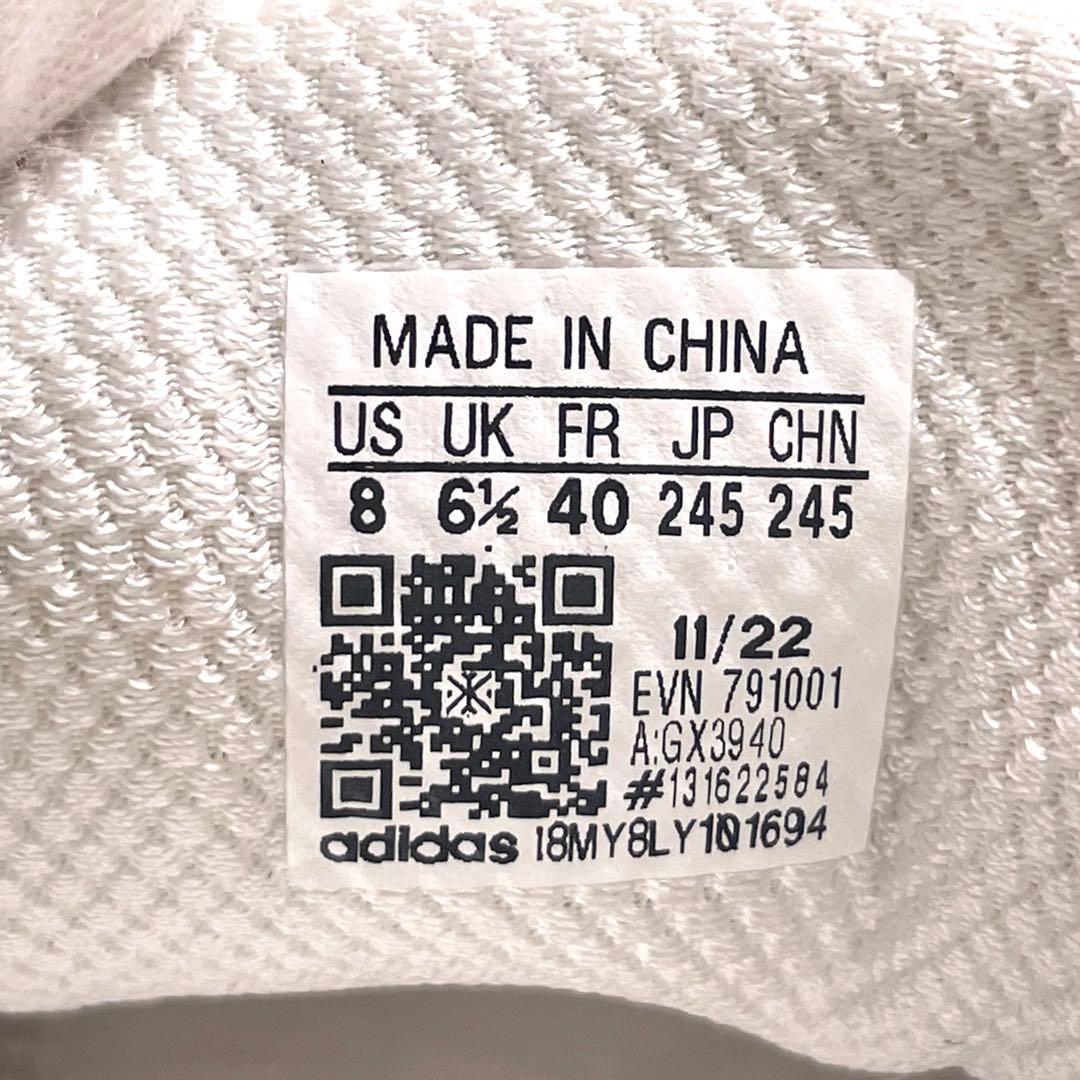 MADE IN CHINA
US UK FR JP CHN
8 6½ 40 245 245
11/22
EVN 791001
A:GX3940
#131622584
adidas 18MY8LY101694